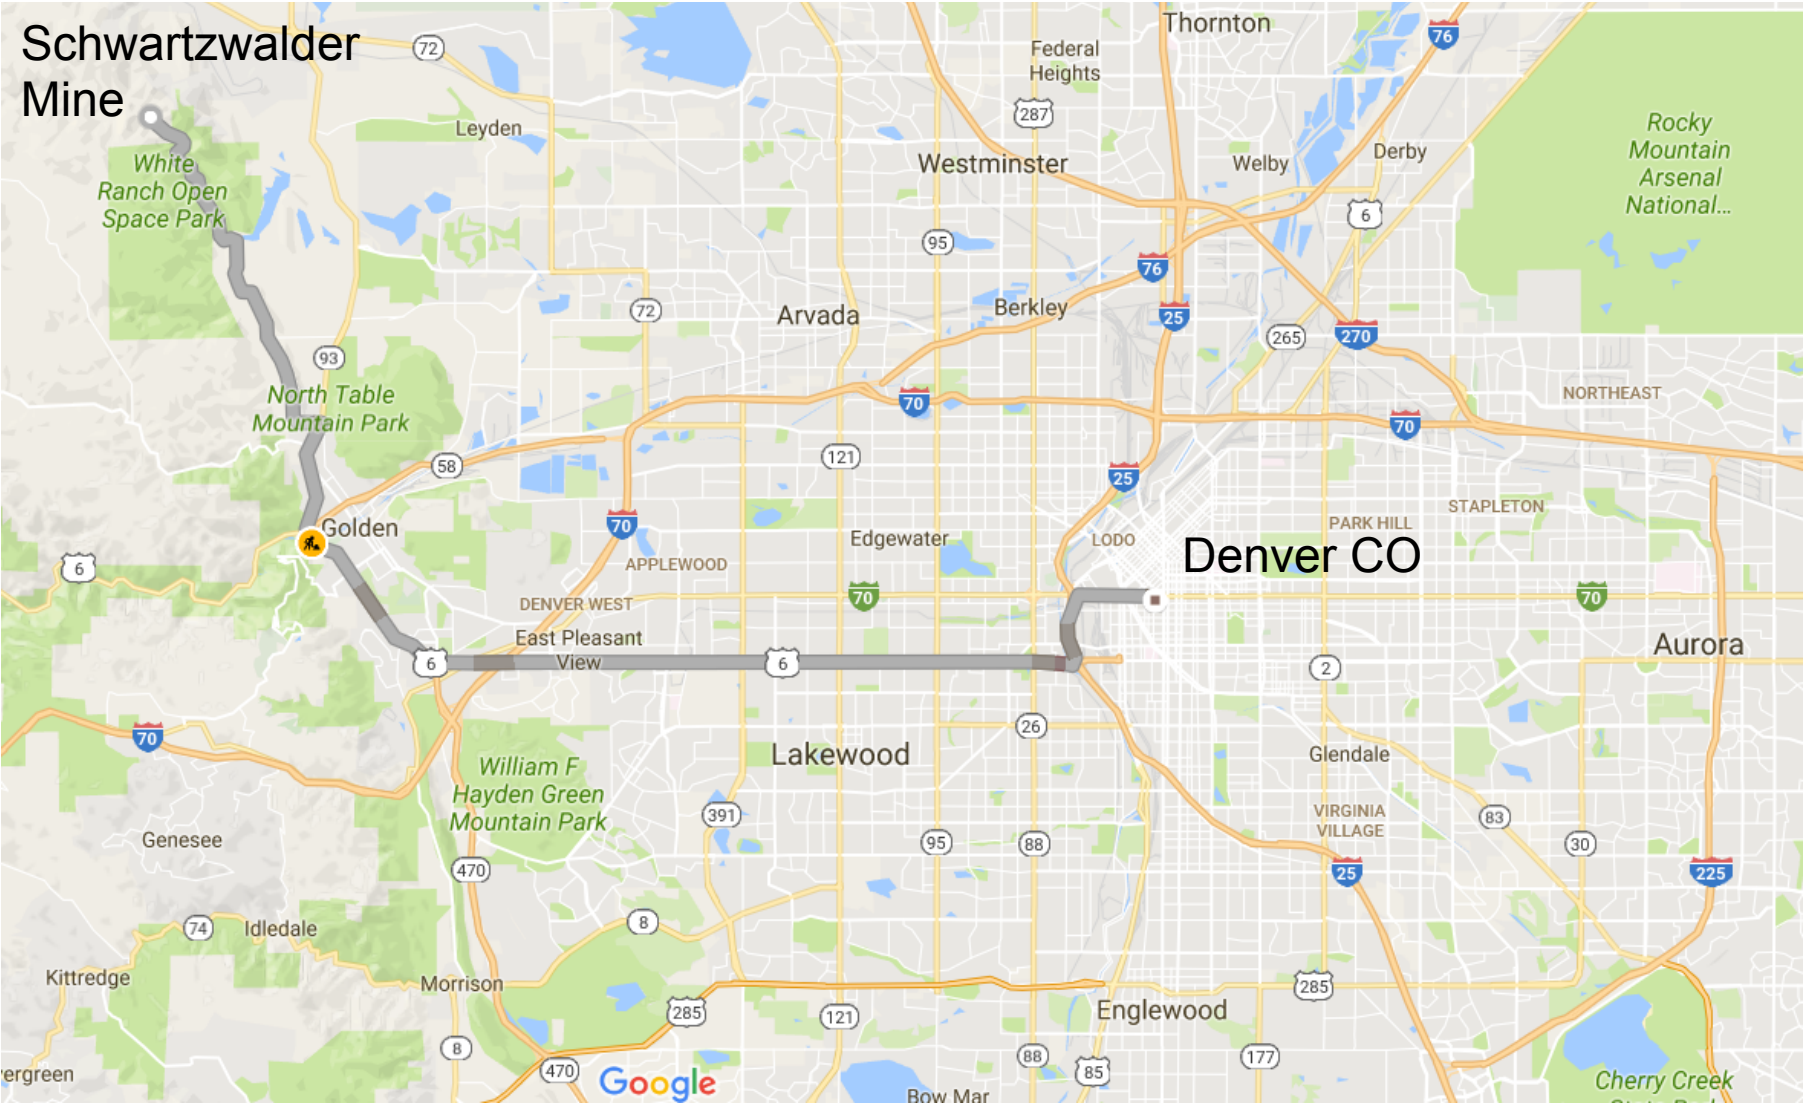 Schwartzwalder
Mine
72
Thornton
76
Federal
Heights
287
Leyden
Rocky
Mountain
Arsenal
National...
White
Ranch Open
Space Park
Westminster
Welby
Derby
6
95
76
72
Arvada
Berkley
25
265
270
93
North Table
Mountain Park
70
NORTHEAST
70
58
121
25
STAPLETON
Golden
70
Edgewater
LODO
PARK HILL
Denver CO
6
APPLEWOOD
DENVER WEST
70
70
East Pleasant
View
6
6
2
Aurora
70
26
Lakewood
Glendale
William F
Hayden Green
Mountain Park
391
VIRGINIA
VILLAGE
83
Genesee
95
88
30
470
25
225
74
Idledale
8
Kittredge
Morrison
285
285
Englewood
121
8
88
177
85
470
ergreen
Google
Bow Mar
Cherry Creek